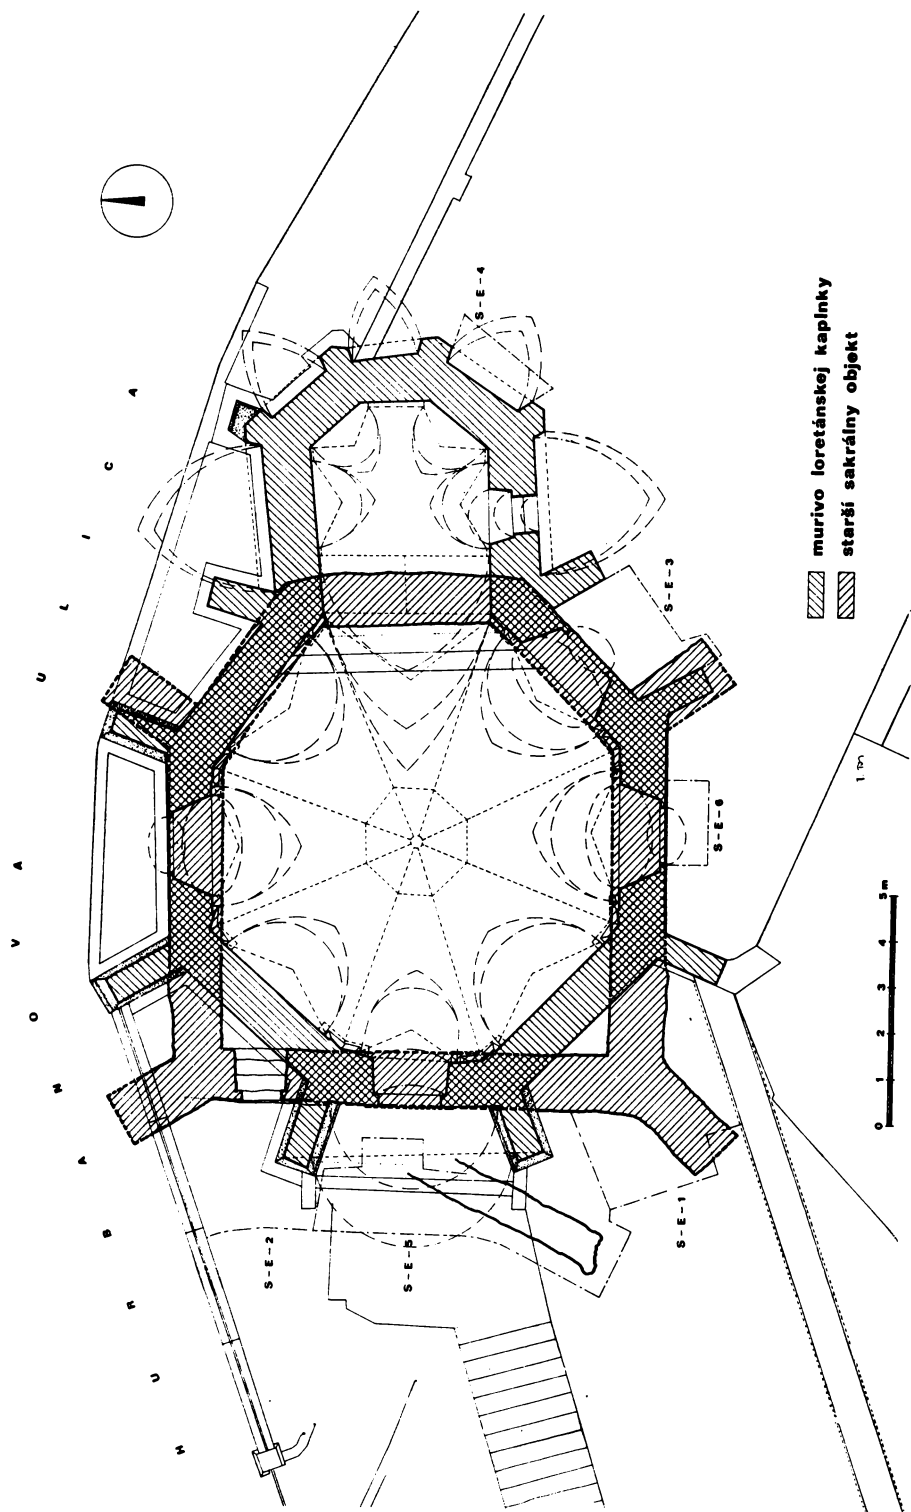 HURBANOVA ULICA
S-E-4
S-E-3
S-E-6
S-E-2
S-E-5
S-E-1
murivo loretánskej kaplnky
starší sakrálny objekt
0 1 2 3 4 5m